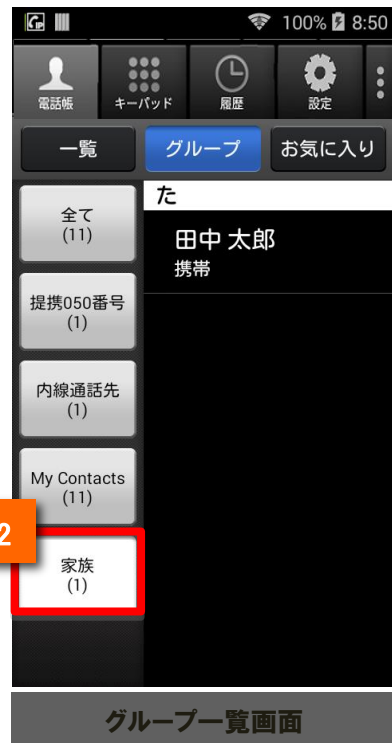 100% 8:50
電話帳 キーパッド 履歴 設定
一覧 グループ お気に入り
全て
(11)
提携050番号
(1)
内線通話先
(1)
My Contacts
(11)
2
家族
(1)
た
田中 太郎
携帯
グループ一覧画面